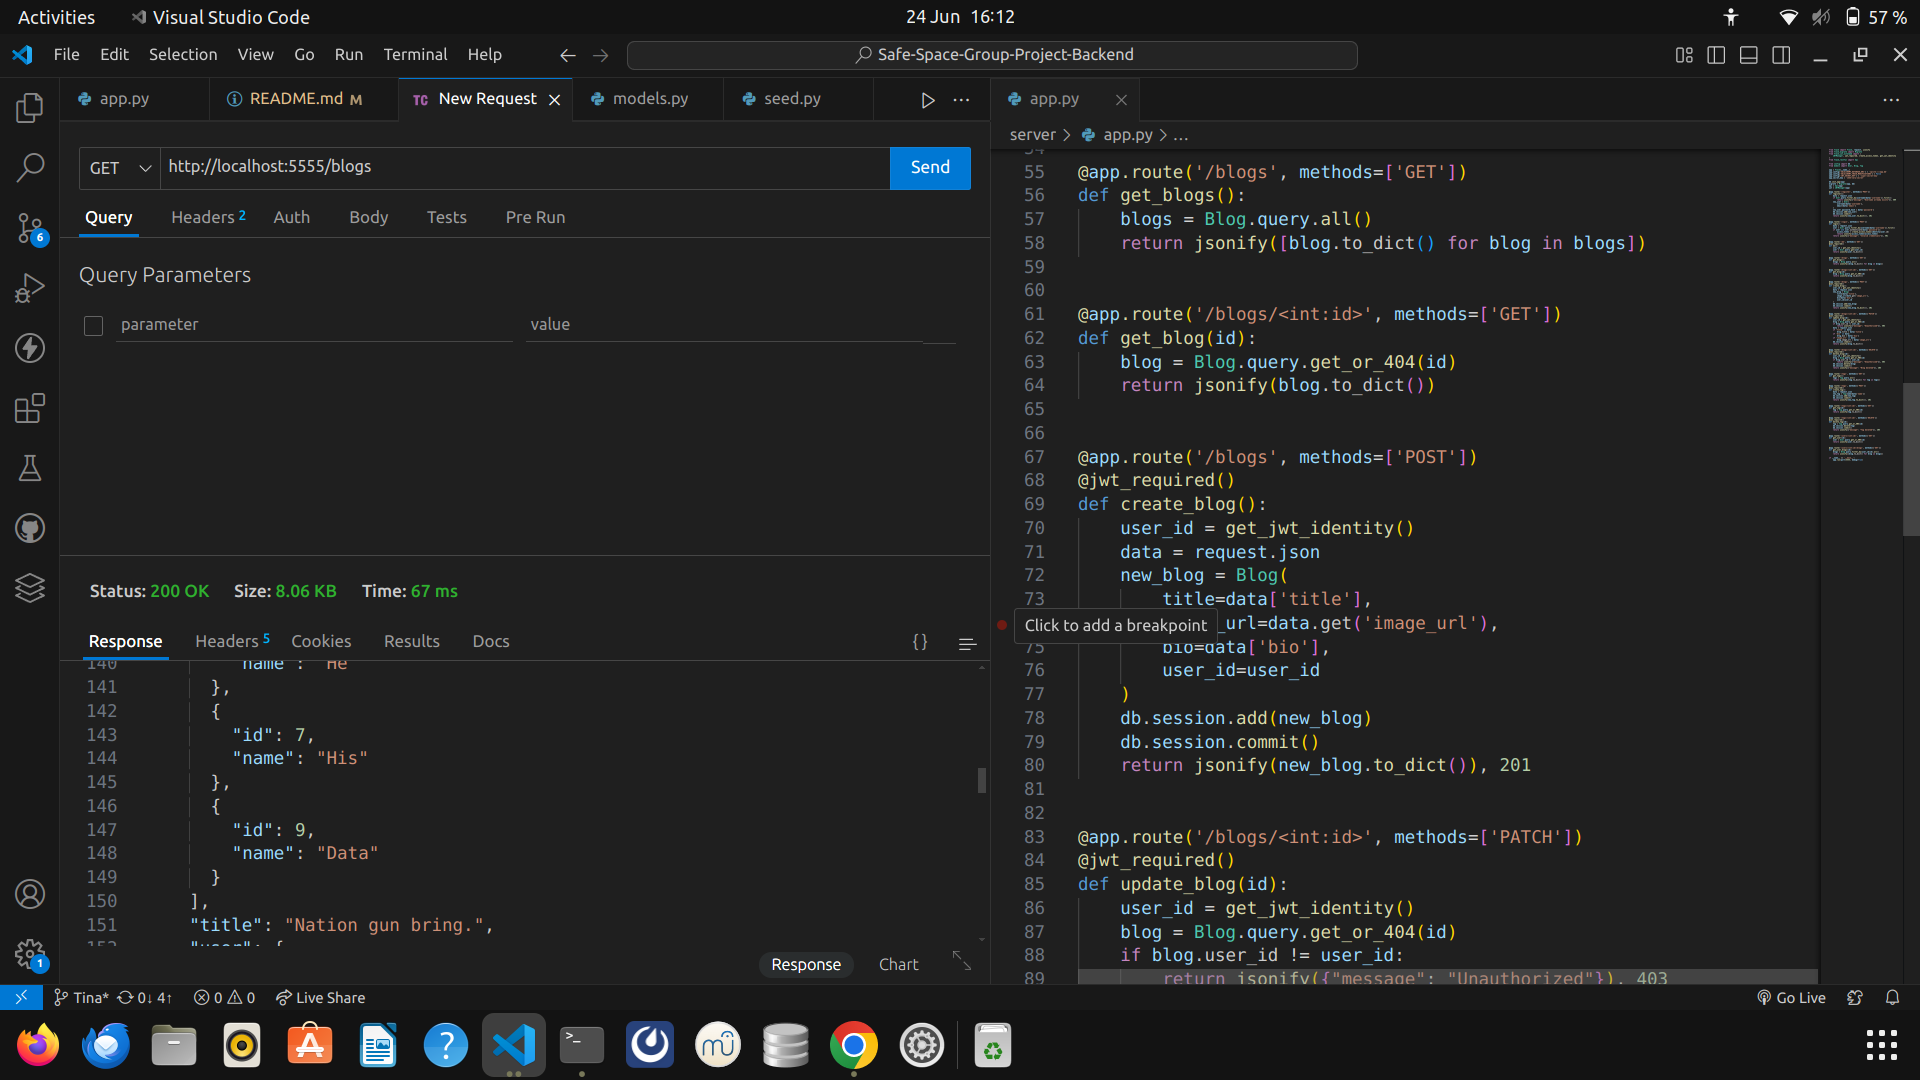 Activities
Visual Studio Code
24 Jun 16:12
57 %
File Edit Selection View Go Run Terminal Help
Safe-Space-Group-Project-Backend
app.py
README.md M
TC New Request
models.py
seed.py
GET
http://localhost:5555/blogs
Send
Query Headers 2 Auth Body Tests Pre Run
Query Parameters
parameter value
Status: 200 OK Size: 8.06 KB Time: 67 ms
Response Headers 5 Cookies Results Docs
{}
140 "name": "He
141 },
142 {
143 "id": 7,
144 "name": "His"
145 },
146 {
147 "id": 9,
148 "name": "Data"
149 }
150 ],
151 "title": "Nation gun bring.",
152 "user": {
Response Chart
app.py
server > app.py > ...
54
55 @app.route('/blogs', methods=['GET'])
56 def get_blogs():
57 blogs = Blog.query.all()
58 return jsonify([blog.to_dict() for blog in blogs])
59
60
61 @app.route('/blogs/<int:id>', methods=['GET'])
62 def get_blog(id):
63 blog = Blog.query.get_or_404(id)
64 return jsonify(blog.to_dict())
65
66
67 @app.route('/blogs', methods=['POST'])
68 @jwt_required()
69 def create_blog():
70 user_id = get_jwt_identity()
71 data = request.json
72 new_blog = Blog(
73 title=data['title'],
Click to add a breakpoint
_url=data.get('image_url'),
75 bio=data['bio'],
76 user_id=user_id
77 )
78 db.session.add(new_blog)
79 db.session.commit()
80 return jsonify(new_blog.to_dict()), 201
81
82
83 @app.route('/blogs/<int:id>', methods=['PATCH'])
84 @jwt_required()
85 def update_blog(id):
86 user_id = get_jwt_identity()
87 blog = Blog.query.get_or_404(id)
88 if blog.user_id != user_id:
89 return jsonify({"message": "Unauthorized"}), 403
6
1
Tina* 0↓ 4↑ 0 0 Live Share
Go Live